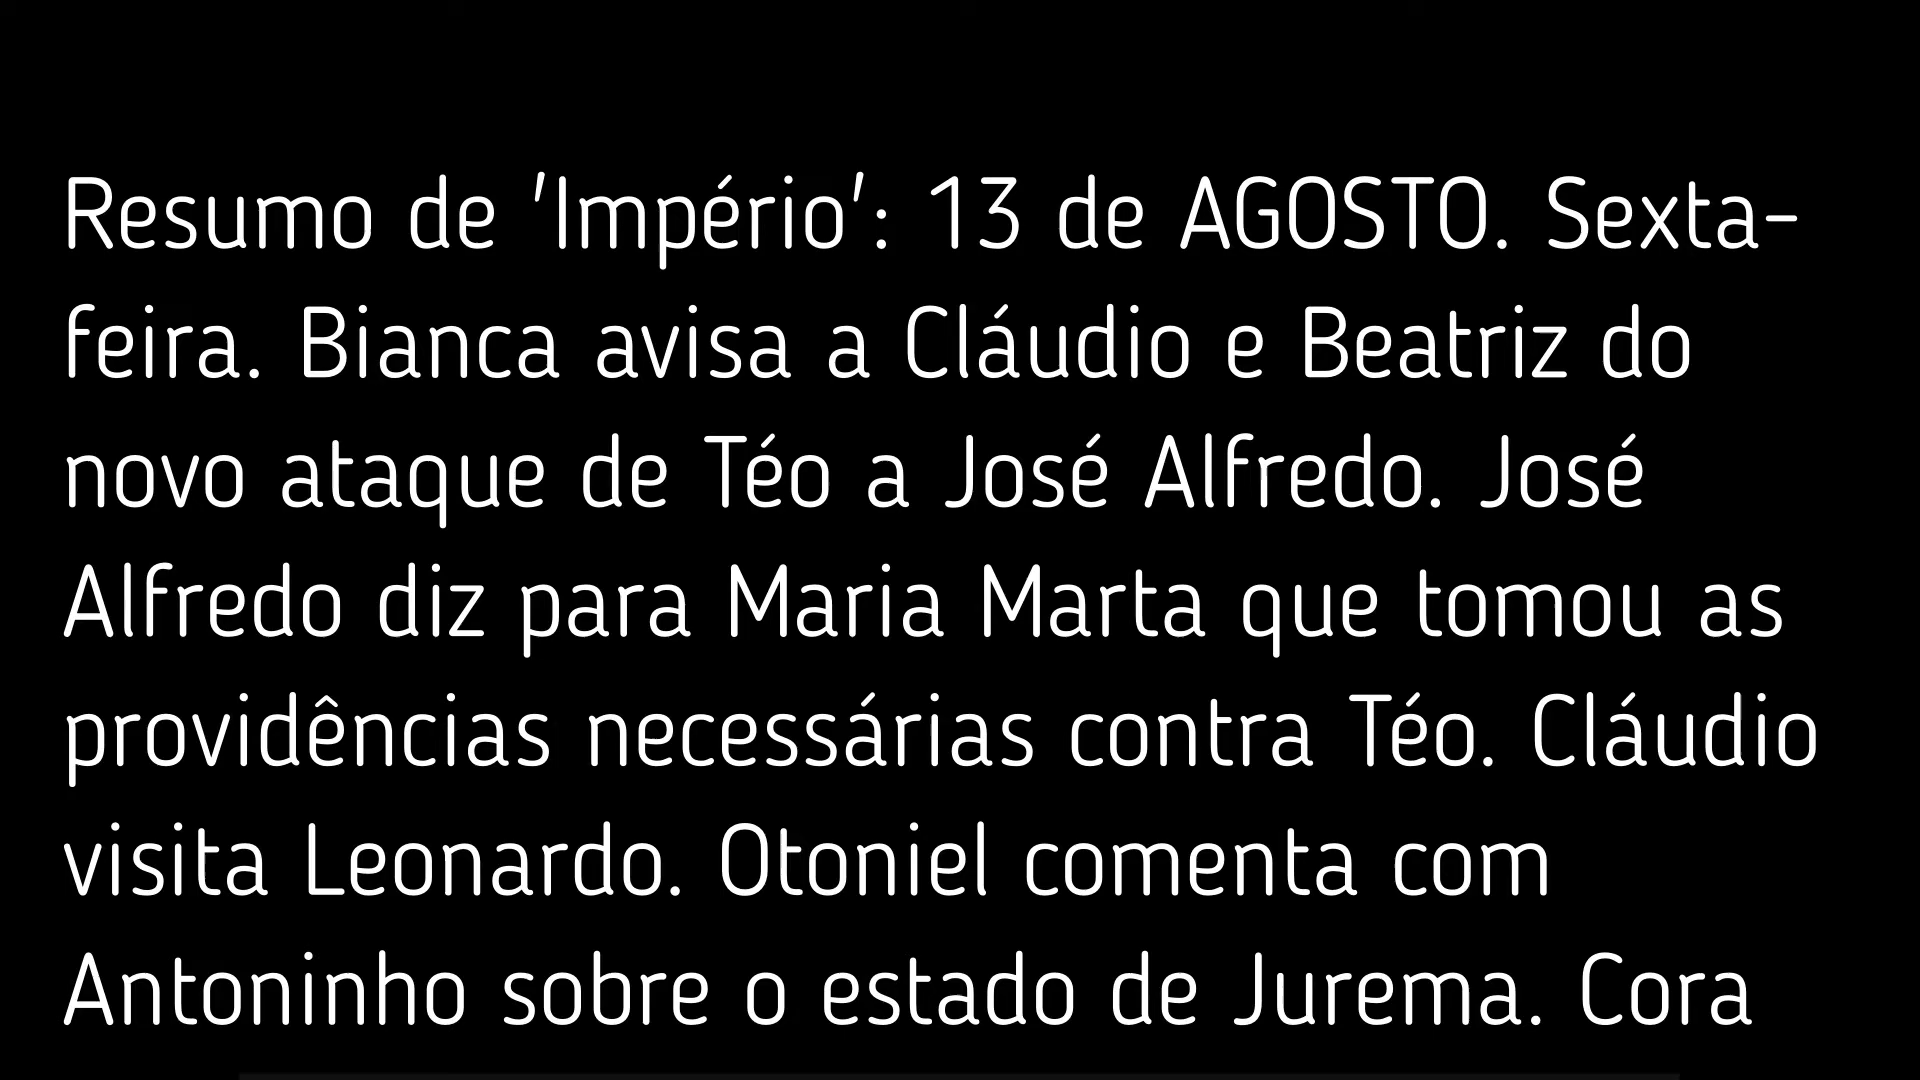 Resumo de 'Império': 13 de AGOSTO. Sexta-
feira. Bianca avisa a Cláudio e Beatriz do
novo ataque de Téo a José Alfredo. José
Alfredo diz para Maria Marta que tomou as
providências necessárias contra Téo. Cláudio
visita Leonardo. Otoniel comenta com
Antoninho sobre o estado de Jurema. Cora